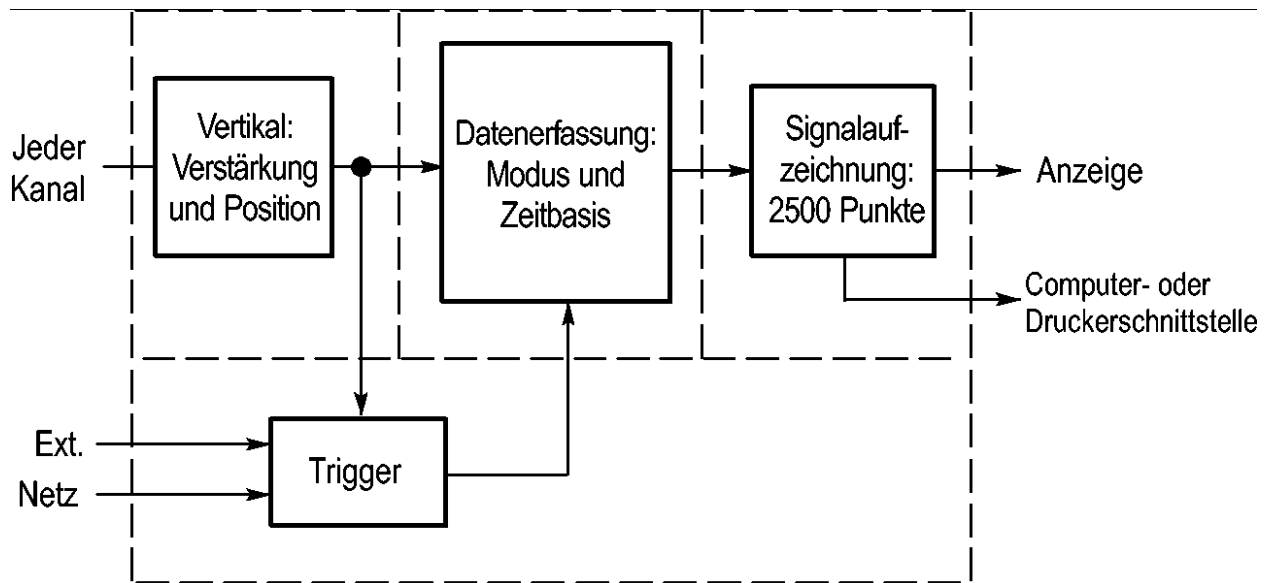 Jeder
Kanal
Vertikal:
Verstärkung
und Position
Datenerfassung:
Modus und
Zeitbasis
Signalauf-
zeichnung:
2500 Punkte
Anzeige
Computer- oder
Druckerschnittstelle
Ext.
Netz
Trigger